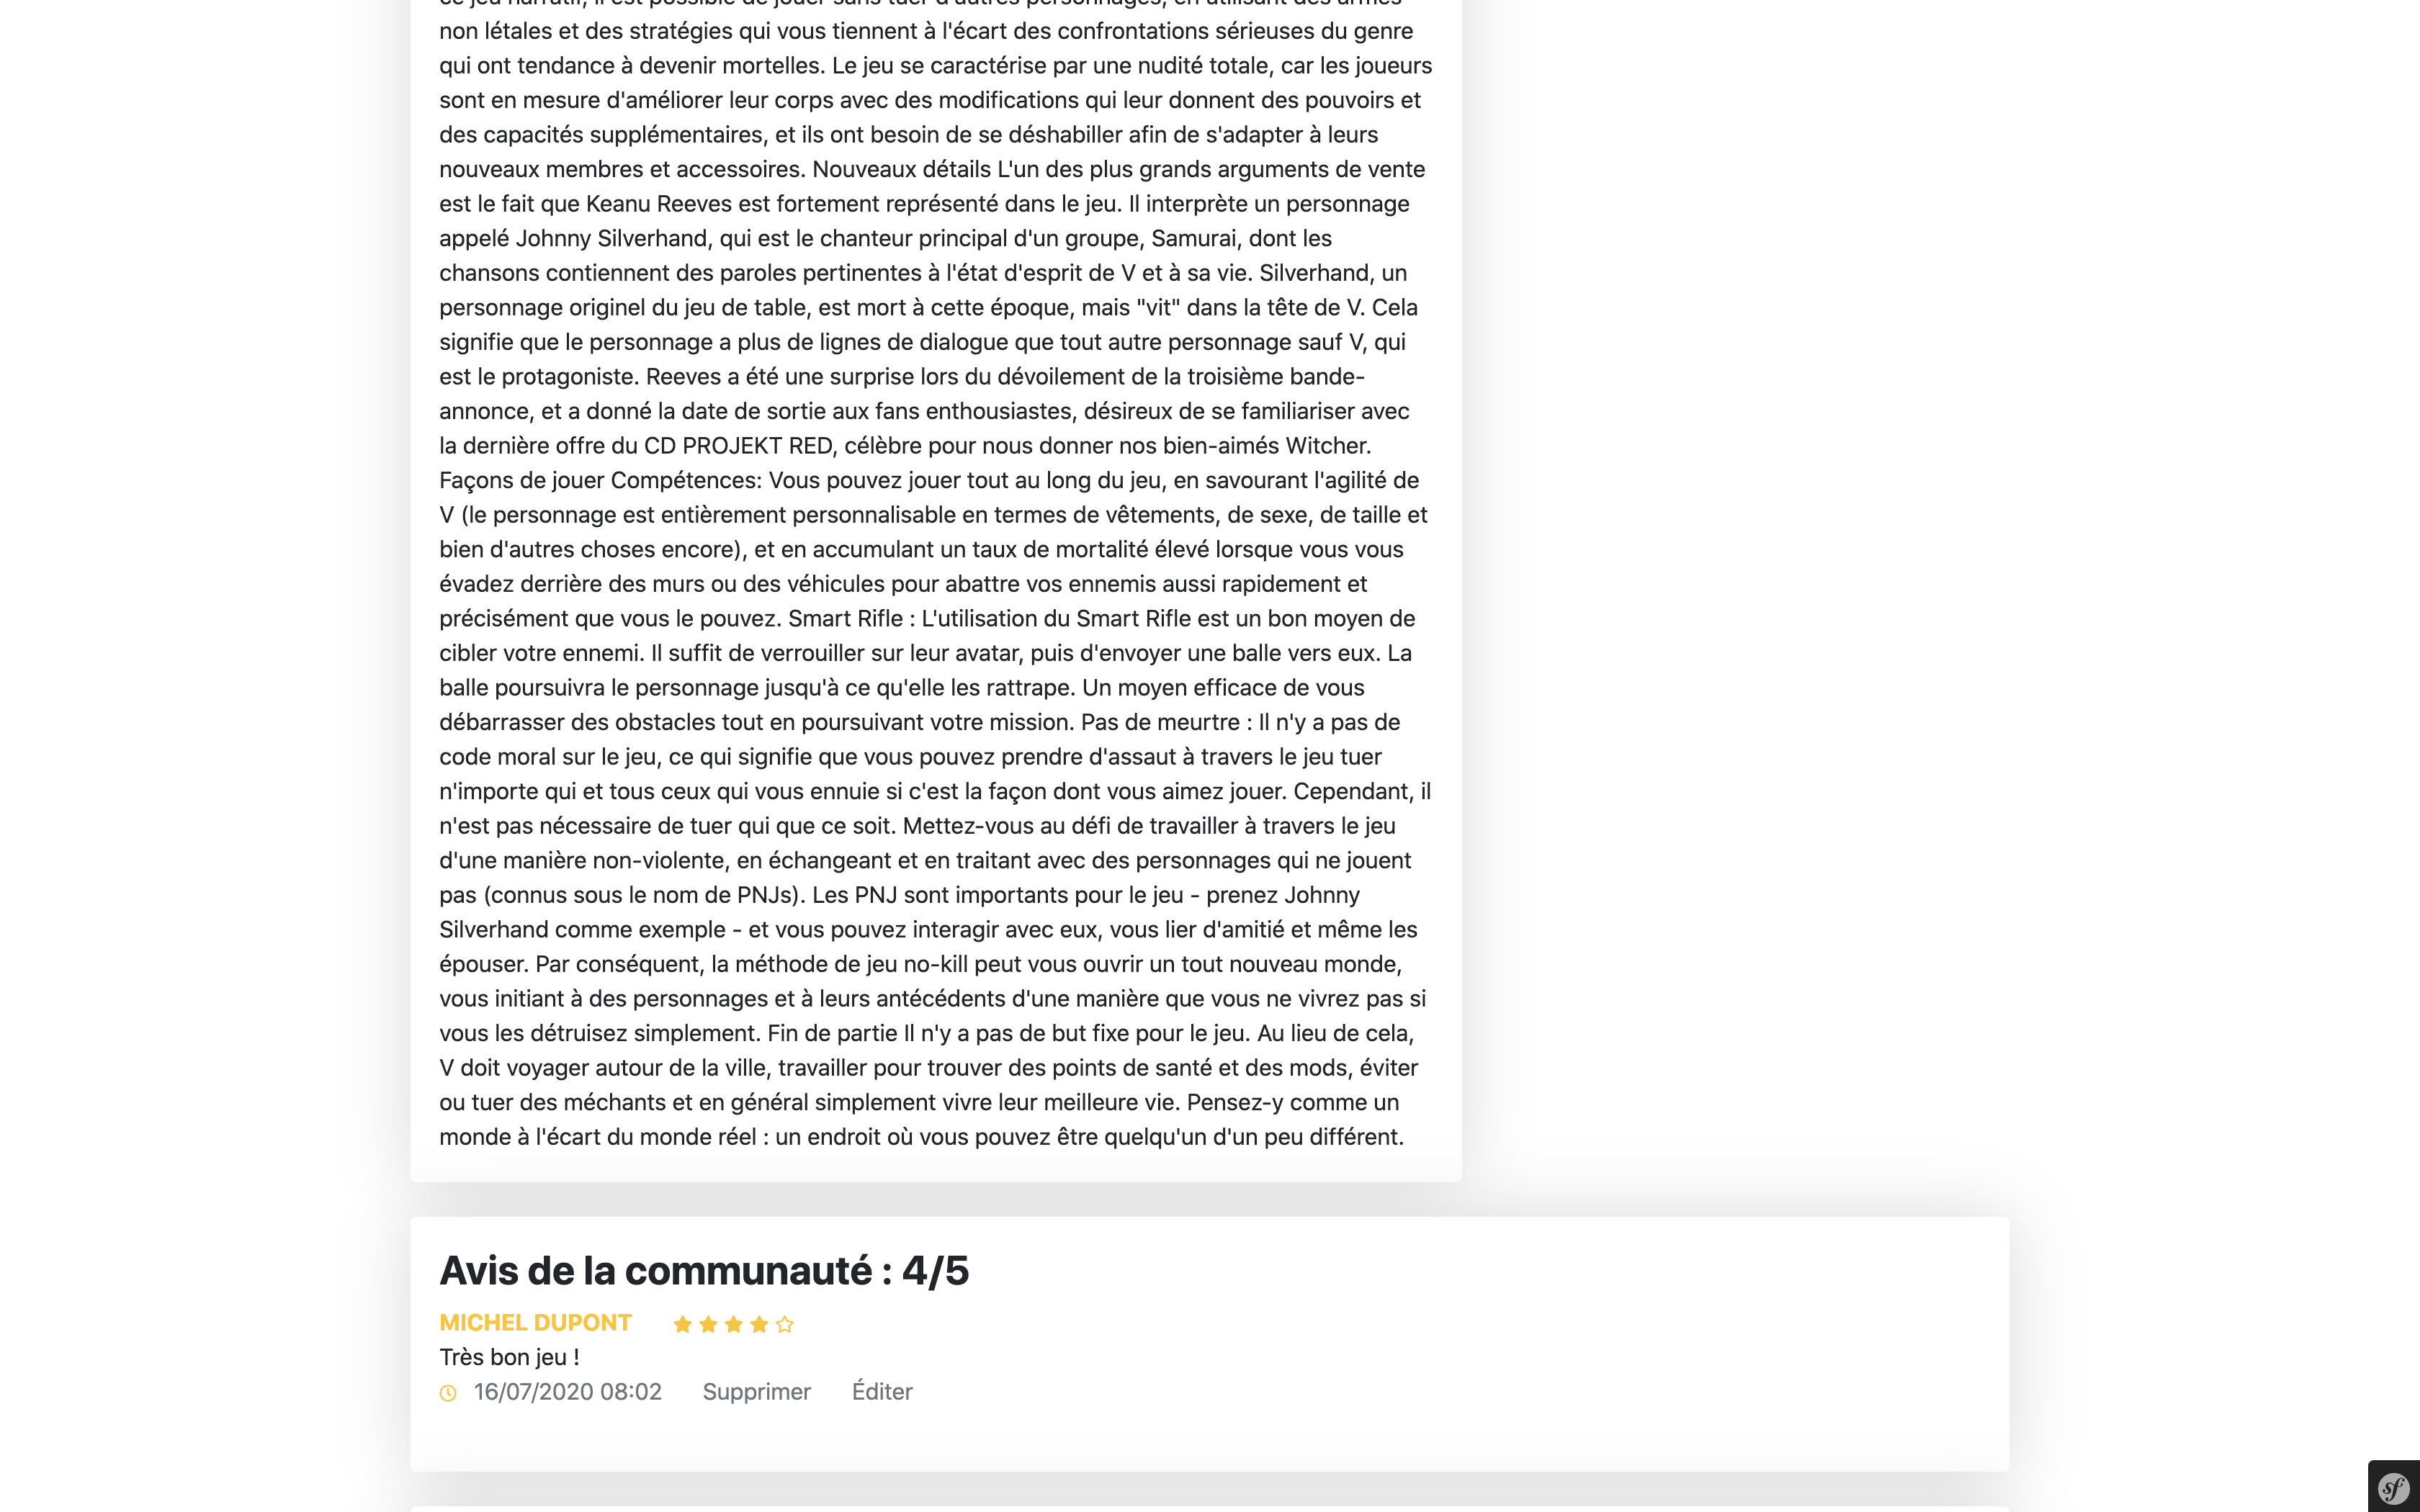 ce jeu narratif, il est possible de jouer sans tuer d'autres personnages, en utilisant des armes
non létales et des stratégies qui vous tiennent à l'écart des confrontations sérieuses du genre
qui ont tendance à devenir mortelles. Le jeu se caractérise par une nudité totale, car les joueurs
sont en mesure d'améliorer leur corps avec des modifications qui leur donnent des pouvoirs et
des capacités supplémentaires, et ils ont besoin de se déshabiller afin de s'adapter à leurs
nouveaux membres et accessoires. Nouveaux détails L'un des plus grands arguments de vente
est le fait que Keanu Reeves est fortement représenté dans le jeu. Il interprète un personnage
appelé Johnny Silverhand, qui est le chanteur principal d'un groupe, Samurai, dont les
chansons contiennent des paroles pertinentes à l'état d'esprit de V et à sa vie. Silverhand, un
personnage originel du jeu de table, est mort à cette époque, mais "vit" dans la tête de V. Cela
signifie que le personnage a plus de lignes de dialogue que tout autre personnage sauf V, qui
est le protagoniste. Reeves a été une surprise lors du dévoilement de la troisième bande-
annonce, et a donné la date de sortie aux fans enthousiastes, désireux de se familiariser avec
la dernière offre du CD PROJEKT RED, célèbre pour nous donner nos bien-aimés Witcher.
Façons de jouer Compétences: Vous pouvez jouer tout au long du jeu, en savourant l'agilité de
V (le personnage est entièrement personnalisable en termes de vêtements, de sexe, de taille et
bien d'autres choses encore), et en accumulant un taux de mortalité élevé lorsque vous vous
évadez derrière des murs ou des véhicules pour abattre vos ennemis aussi rapidement et
précisément que vous le pouvez. Smart Rifle : L'utilisation du Smart Rifle est un bon moyen de
cibler votre ennemi. Il suffit de verrouiller sur leur avatar, puis d'envoyer une balle vers eux. La
balle poursuivra le personnage jusqu'à ce qu'elle les rattrape. Un moyen efficace de vous
débarrasser des obstacles tout en poursuivant votre mission. Pas de meurtre : Il n'y a pas de
code moral sur le jeu, ce qui signifie que vous pouvez prendre d'assaut à travers le jeu tuer
n'importe qui et tous ceux qui vous ennuie si c'est la façon dont vous aimez jouer. Cependant, il
n'est pas nécessaire de tuer qui que ce soit. Mettez-vous au défi de travailler à travers le jeu
d'une manière non-violente, en échangeant et en traitant avec des personnages qui ne jouent
pas (connus sous le nom de PNJs). Les PNJ sont importants pour le jeu - prenez Johnny
Silverhand comme exemple - et vous pouvez interagir avec eux, vous lier d'amitié et même les
épouser. Par conséquent, la méthode de jeu no-kill peut vous ouvrir un tout nouveau monde,
vous initiant à des personnages et à leurs antécédents d'une manière que vous ne vivrez pas si
vous les détruisez simplement. Fin de partie Il n'y a pas de but fixe pour le jeu. Au lieu de cela,
V doit voyager autour de la ville, travailler pour trouver des points de santé et des mods, éviter
ou tuer des méchants et en général simplement vivre leur meilleure vie. Pensez-y comme un
monde à l'écart du monde réel : un endroit où vous pouvez être quelqu'un d'un peu différent.
Avis de la communauté : 4/5
MICHEL DUPONT
Très bon jeu !
16/07/2020 08:02 Supprimer Éditer
sf